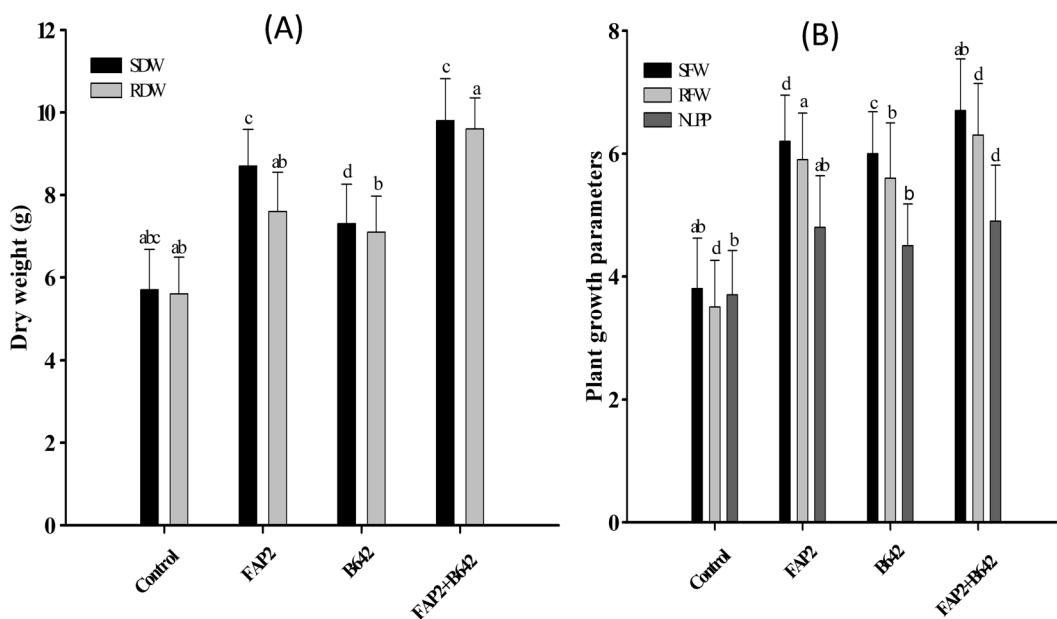 (A)
SDW
RDW
Dry weight (g)
12
10
8
6
4
2
0
abc
ab
c
ab
d
b
c
a
Control
FAP2
B642
FAP2+B642
(B)
SFW
RFW
NLPP
Plant growth parameters
8
6
4
2
0
ab
d
b
d
a
ab
c
b
b
ab
d
d
Control
FAP2
B642
FAP2+B642